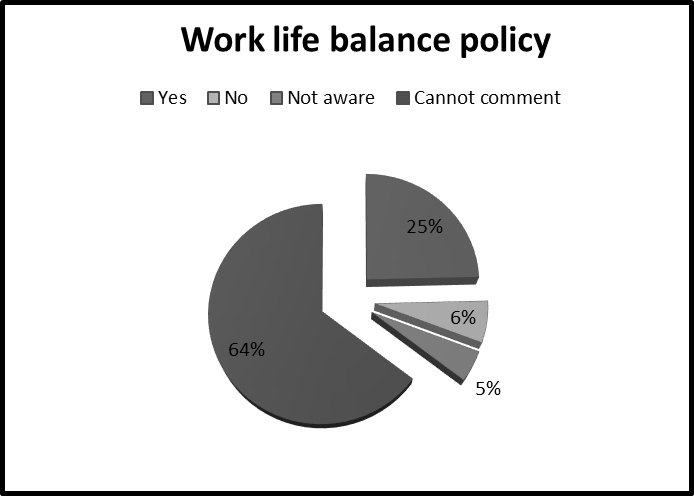 Work life balance policy
Yes No Not aware Cannot comment
25%
6%
64%
5%